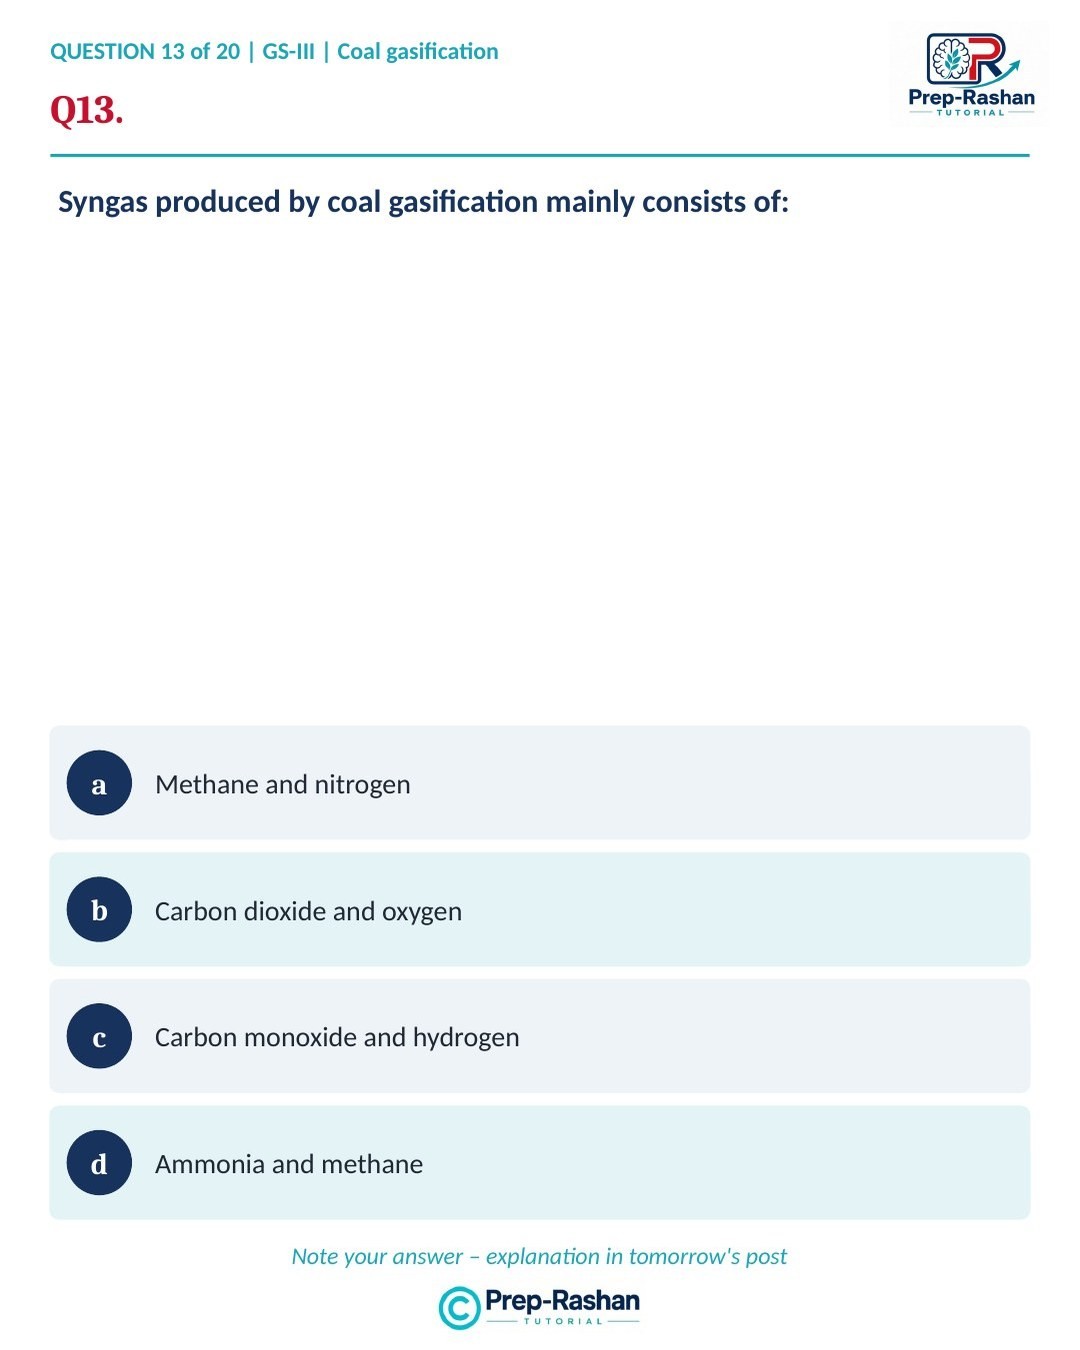 QUESTION 13 of 20 | GS-III | Coal gasification
Q13.
R
Prep-Rashan
TUTORIAL
Syngas produced by coal gasification mainly consists of:
a Methane and nitrogen
b Carbon dioxide and oxygen
c Carbon monoxide and hydrogen
d Ammonia and methane
Note your answer – explanation in tomorrow's post
© Prep-Rashan
TUTORIAL